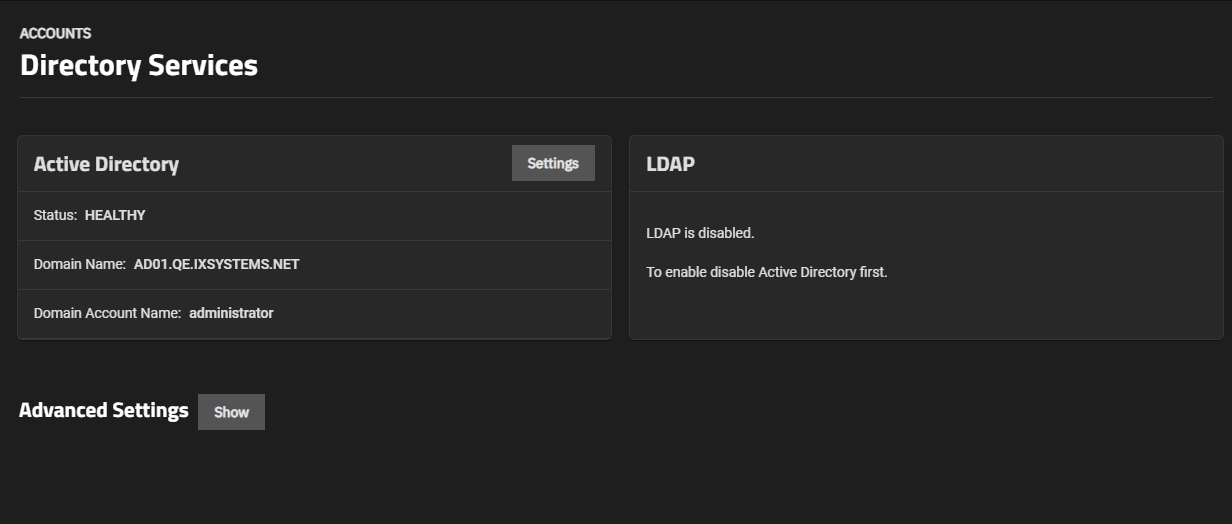 ACCOUNTS
Directory Services
Active Directory
Settings
Status: HEALTHY
Domain Name: AD01.QE.IXSYSTEMS.NET
Domain Account Name: administrator
LDAP
LDAP is disabled.
To enable disable Active Directory first.
Advanced Settings
Show